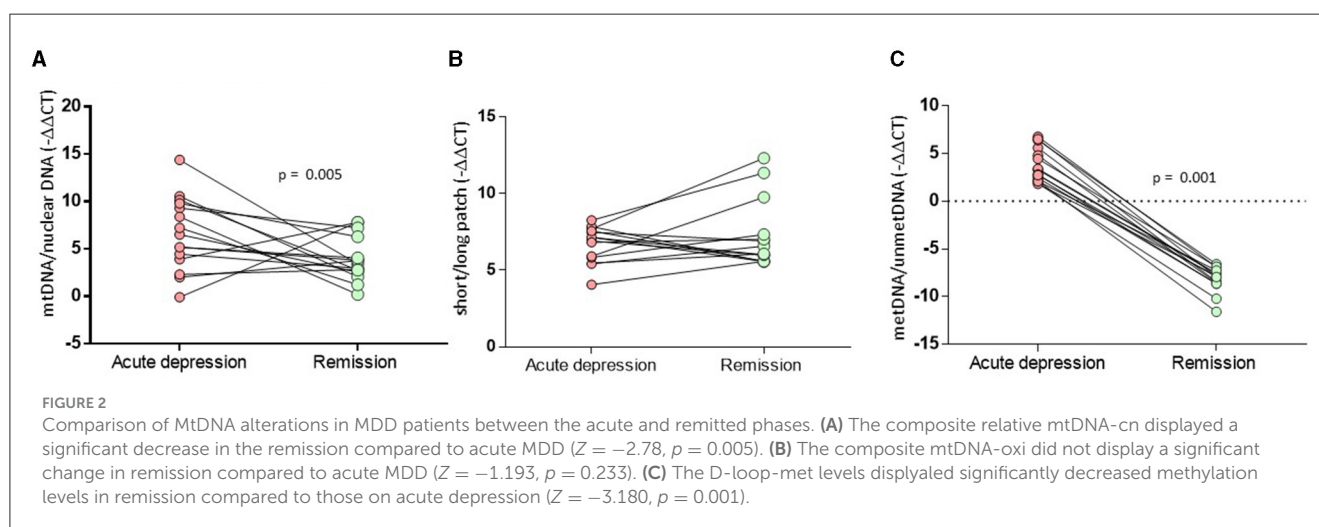 A
B
C
mtDNA/nuclear DNA (-ΔΔCT)
20
15
10
5
0
-5
p = 0.005
Acute depression
Remission
short/long patch (-ΔΔCT)
15
10
5
0
Acute depression
Remission
metDNA/unmetDNA (-ΔΔCT)
10
5
0
-5
-10
-15
p = 0.001
Acute depression
Remission
FIGURE 2
Comparison of MtDNA alterations in MDD patients between the acute and remitted phases. (A) The composite relative mtDNA-cn displayed a
significant decrease in the remission compared to acute MDD (Z = −2.78, p = 0.005). (B) The composite mtDNA-oxi did not display a significant
change in remission compared to acute MDD (Z = −1.193, p = 0.233). (C) The D-loop-met levels displyaled significantly decreased methylation
levels in remission compared to those on acute depression (Z = −3.180, p = 0.001).